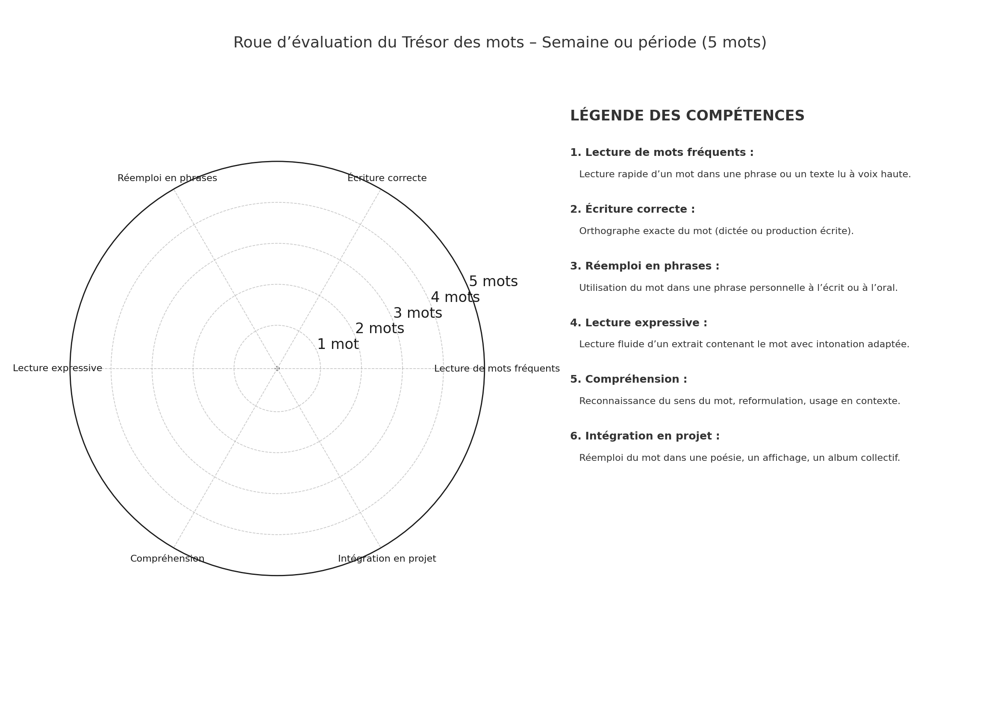 Roue d’évaluation du Trésor des mots – Semaine ou période (5 mots)
Réemploi en phrases
Écriture correcte
5 mots
4 mots
3 mots
2 mots
1 mot
Lecture expressive
Lecture de mots fréquents
Compréhension
Intégration en projet
LÉGENDE DES COMPÉTENCES
1. Lecture de mots fréquents :
Lecture rapide d’un mot dans une phrase ou un texte lu à voix haute.
2. Écriture correcte :
Orthographe exacte du mot (dictée ou production écrite).
3. Réemploi en phrases :
Utilisation du mot dans une phrase personnelle à l’écrit ou à l’oral.
4. Lecture expressive :
Lecture fluide d’un extrait contenant le mot avec intonation adaptée.
5. Compréhension :
Reconnaissance du sens du mot, reformulation, usage en contexte.
6. Intégration en projet :
Réemploi du mot dans une poésie, un affichage, un album collectif.